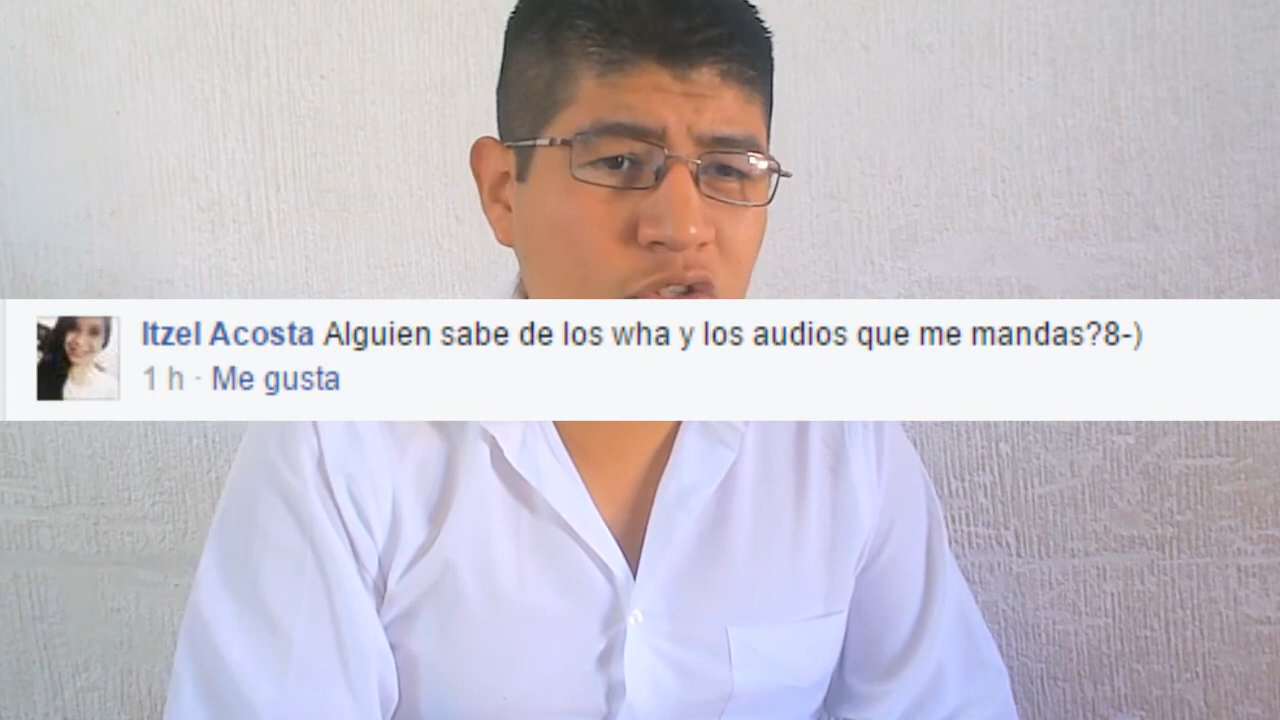 Itzel Acosta Alguien sabe de los wha y los audios que me mandas?8-)
1 h · Me gusta